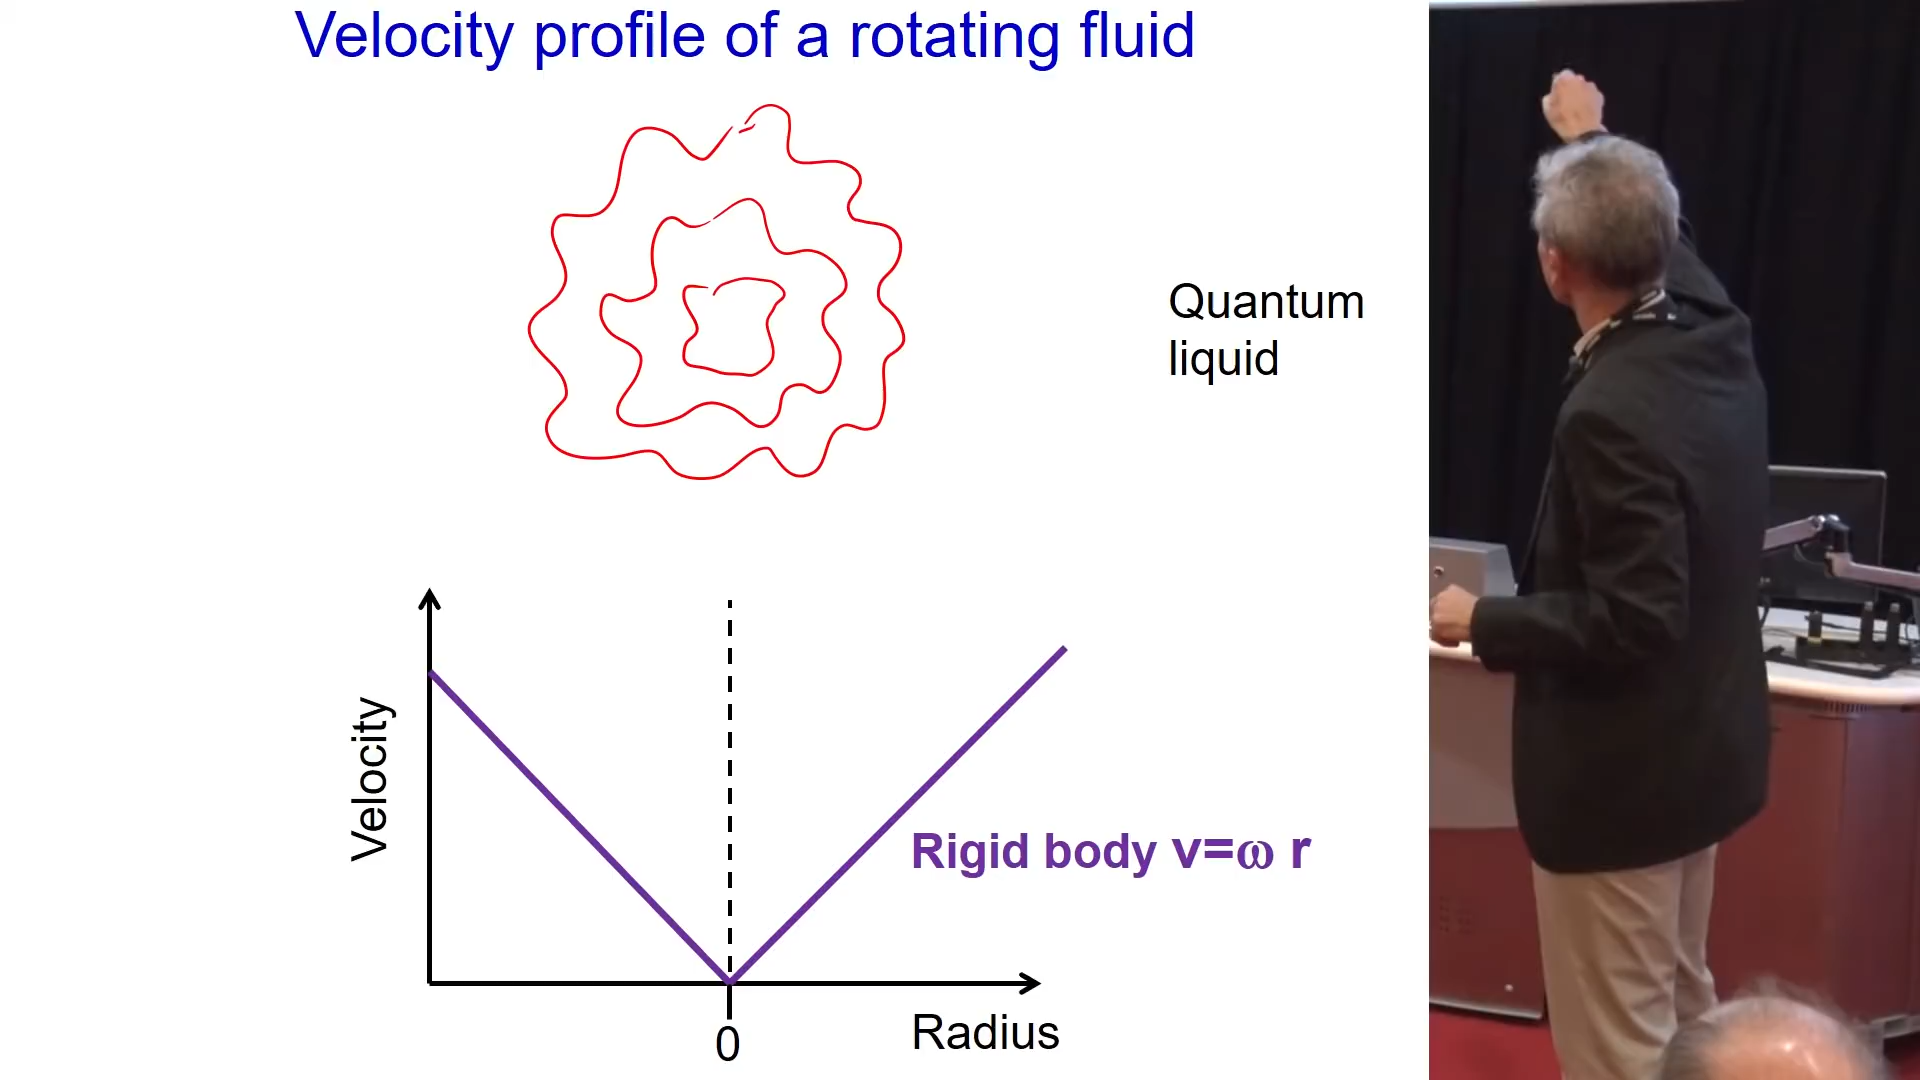 Velocity profile of a rotating fluid
Quantum
liquid
Velocity
Rigid body v=ω r
0
Radius